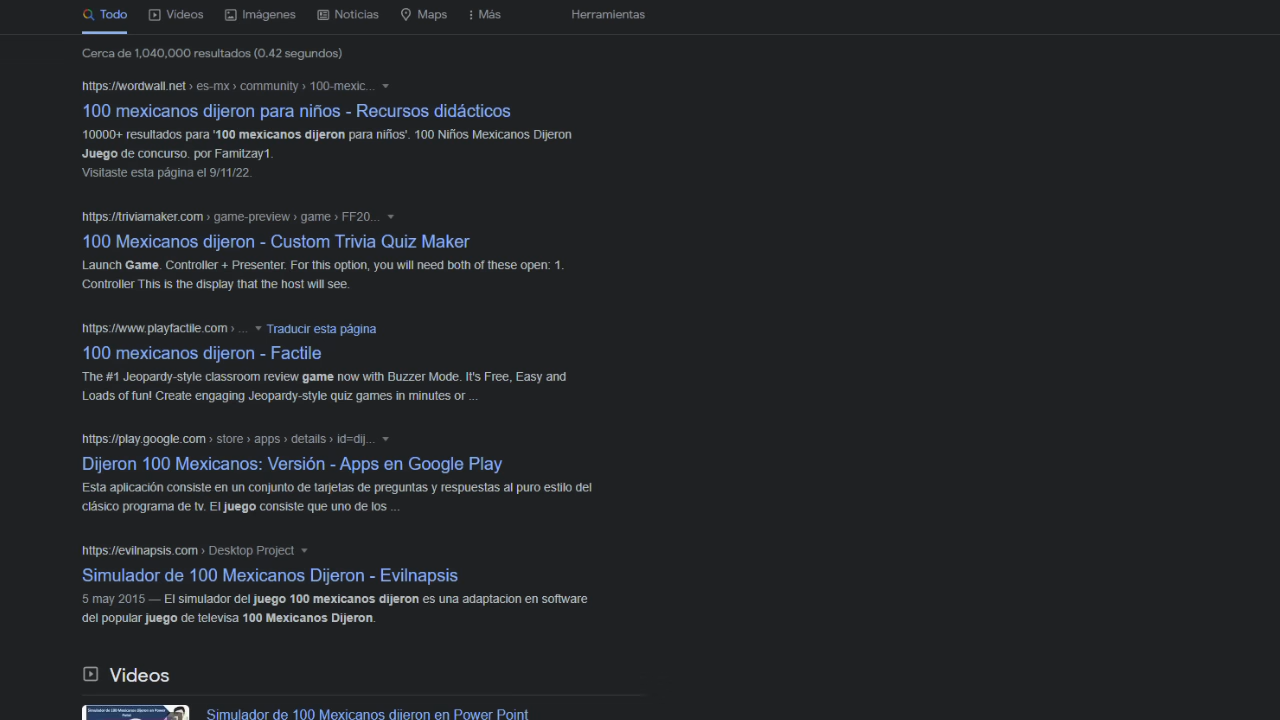 Todo Vídeos Imágenes Noticias Maps Más Herramientas
Cerca de 1,040,000 resultados (0.42 segundos)
https://wordwall.net › es-mx › community › 100-mexic...
100 mexicanos dijeron para niños - Recursos didácticos
10000+ resultados para '100 mexicanos dijeron para niños'. 100 Niños Mexicanos Dijeron
Juego de concurso. por Famitzay1.
Visitaste esta página el 9/11/22.
https://triviamaker.com › game-preview › game › FF20...
100 Mexicanos dijeron - Custom Trivia Quiz Maker
Launch Game. Controller + Presenter. For this option, you will need both of these open: 1.
Controller This is the display that the host will see.
https://www.playfactile.com › ... Traducir esta página
100 mexicanos dijeron - Factile
The #1 Jeopardy-style classroom review game now with Buzzer Mode. It's Free, Easy and
Loads of fun! Create engaging Jeopardy-style quiz games in minutes or ...
https://play.google.com › store › apps › details › id=dij...
Dijeron 100 Mexicanos: Versión - Apps en Google Play
Esta aplicación consiste en un conjunto de tarjetas de preguntas y respuestas al puro estilo del
clásico programa de tv. El juego consiste que uno de los ...
https://evilnapsis.com › Desktop Project
Simulador de 100 Mexicanos Dijeron - Evilnapsis
5 may 2015 — El simulador del juego 100 mexicanos dijeron es una adaptacion en software
del popular juego de televisa 100 Mexicanos Dijeron.
Videos
Simulador de 100 Mexicanos dijeron en Power
Point
Simulador de 100 Mexicanos dijeron en Power Point